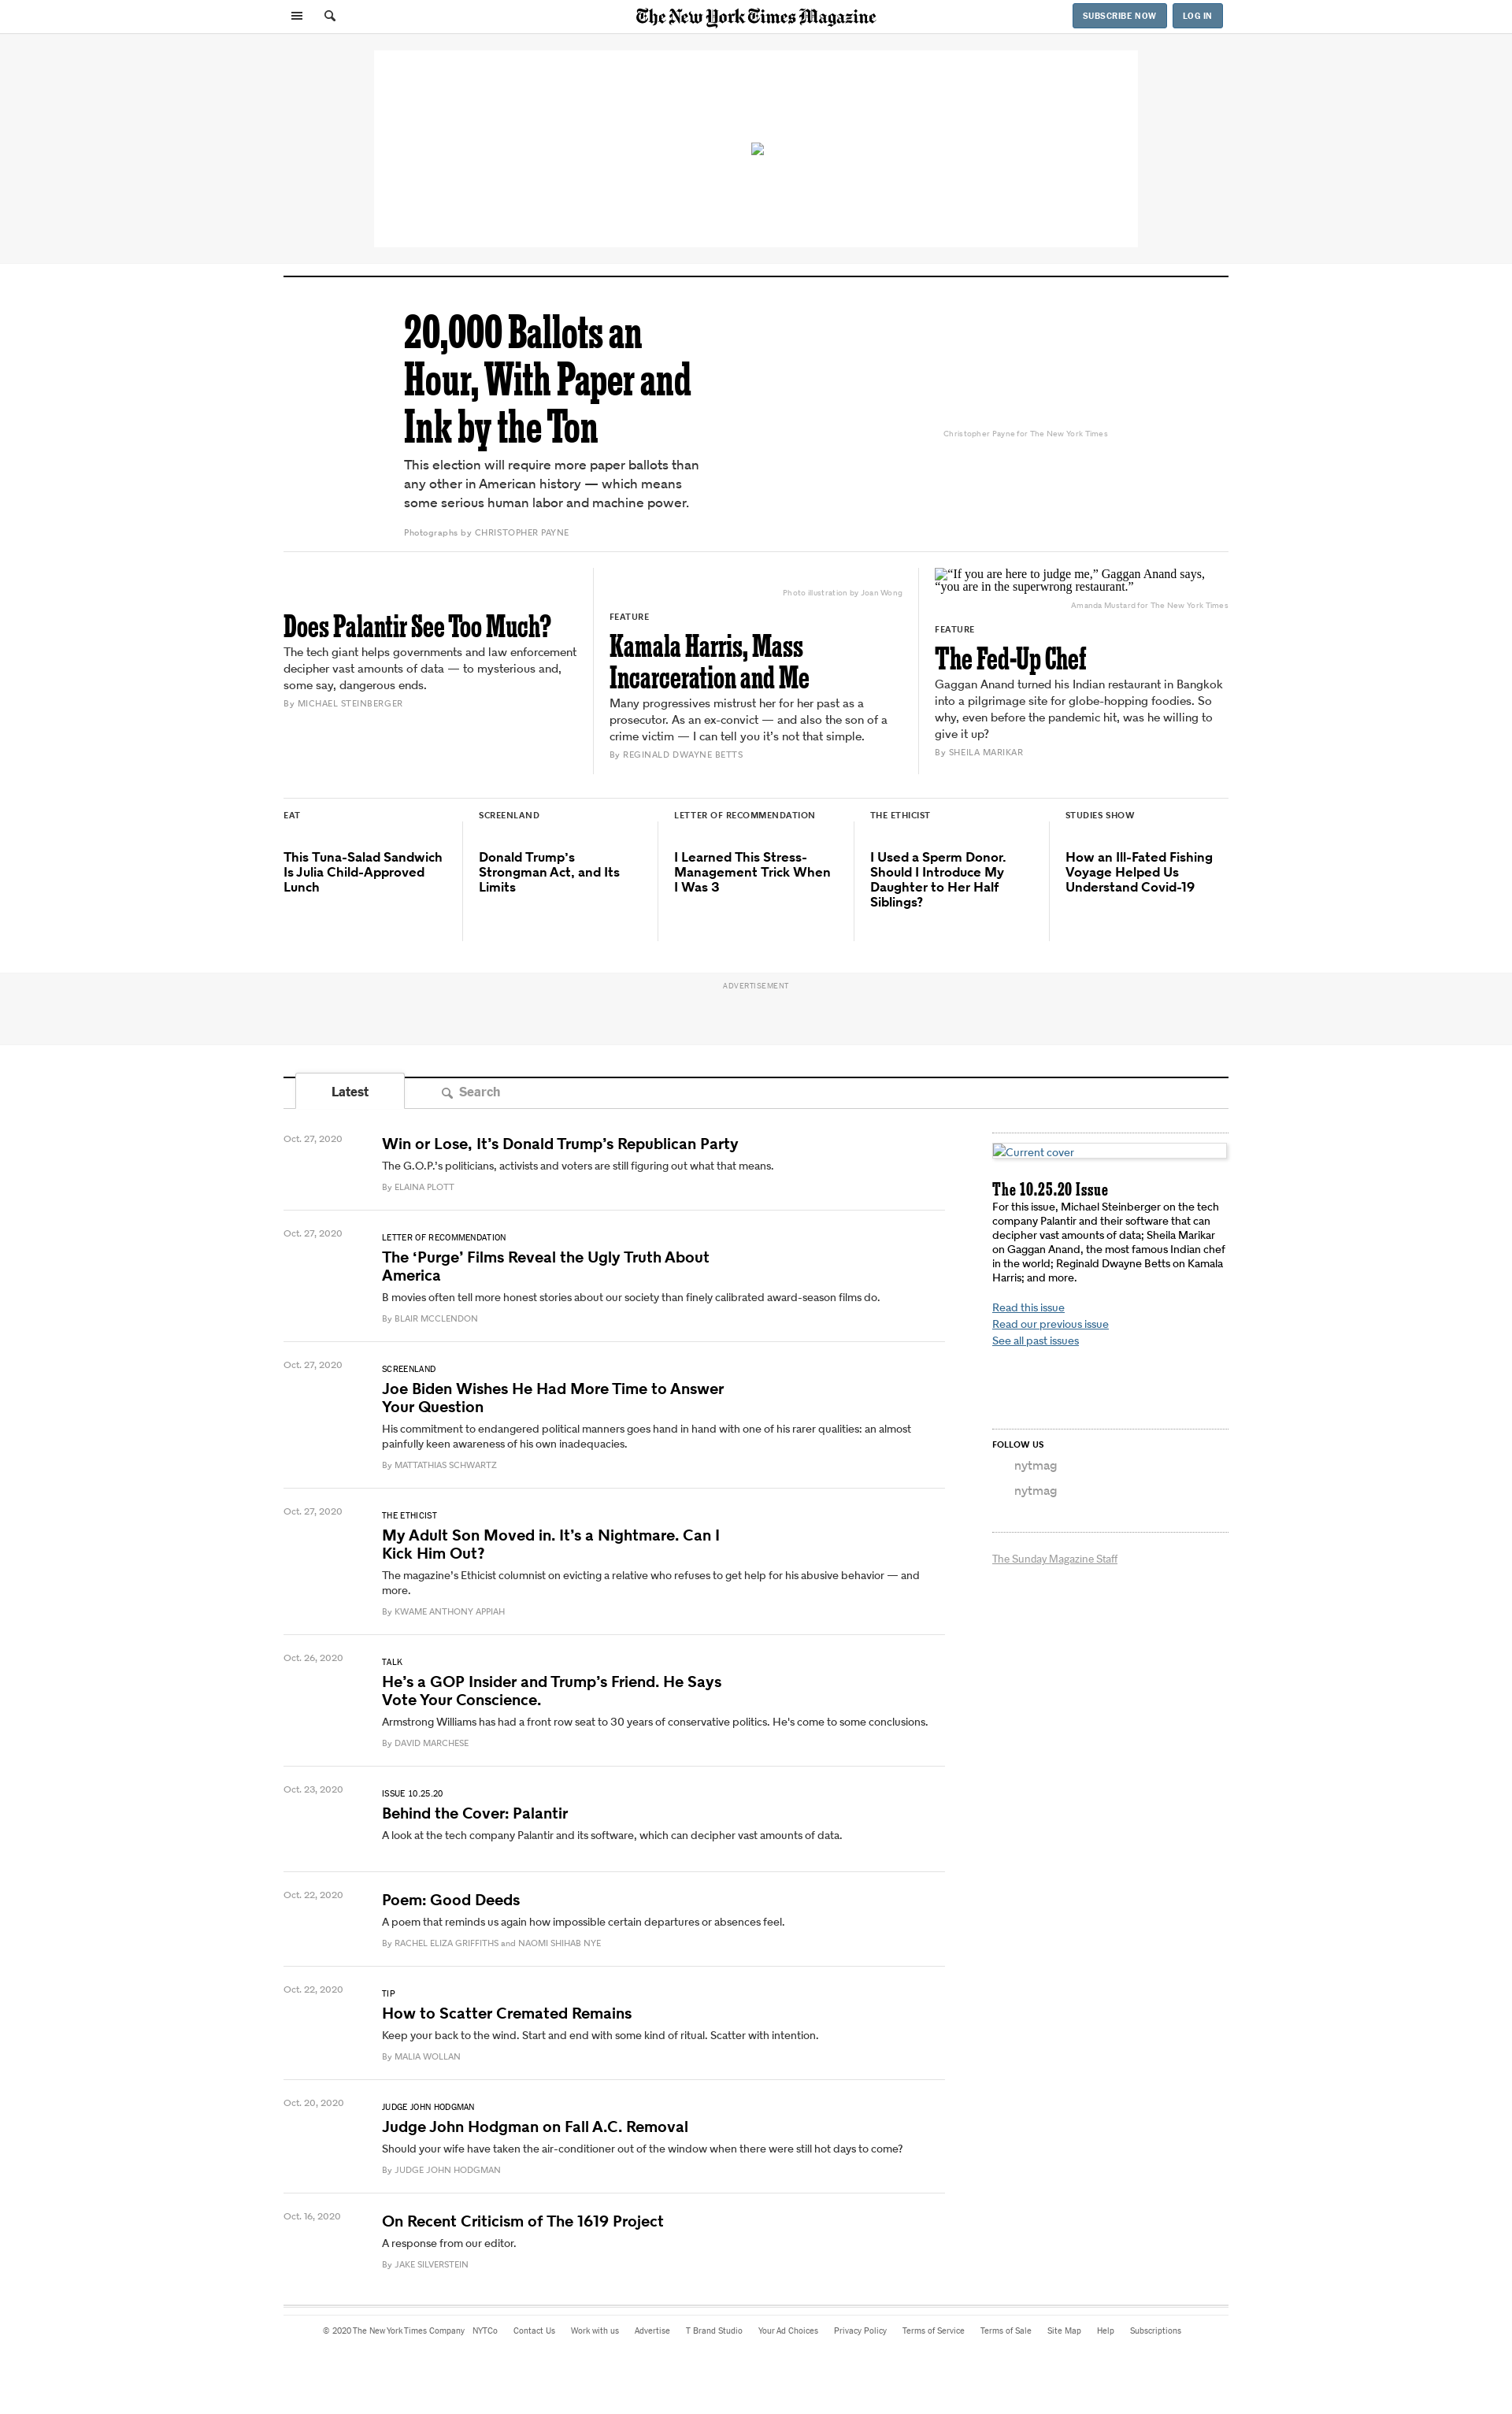 The New York Times Magazine
SUBSCRIBE NOW
LOG IN
20,000 Ballots an
Hour, With Paper and
Ink by the Ton
This election will require more paper ballots than
any other in American history — which means
some serious human labor and machine power.
Photographs by CHRISTOPHER PAYNE
Christopher Payne for The New York Times
Does Palantir See Too Much?
The tech giant helps governments and law enforcement
decipher vast amounts of data — to mysterious and,
some say, dangerous ends.
By MICHAEL STEINBERGER
Photo illustration by Joan Wong
FEATURE
Kamala Harris, Mass
Incarceration and Me
Many progressives mistrust her for her past as a
prosecutor. As an ex-convict — and also the son of a
crime victim — I can tell you it’s not that simple.
By REGINALD DWAYNE BETTS
“If you are here to judge me,” Gaggan Anand says,
“you are in the superwrong restaurant.”
Amanda Mustard for The New York Times
FEATURE
The Fed-Up Chef
Gaggan Anand turned his Indian restaurant in Bangkok
into a pilgrimage site for globe-hopping foodies. So
why, even before the pandemic hit, was he willing to
give it up?
By SHEILA MARIKAR
EAT
This Tuna-Salad Sandwich
Is Julia Child-Approved
Lunch
SCREENLAND
Donald Trump’s
Strongman Act, and Its
Limits
LETTER OF RECOMMENDATION
I Learned This Stress-
Management Trick When
I Was 3
THE ETHICIST
I Used a Sperm Donor.
Should I Introduce My
Daughter to Her Half
Siblings?
STUDIES SHOW
How an Ill-Fated Fishing
Voyage Helped Us
Understand Covid-19
ADVERTISEMENT
Latest
Search
Oct. 27, 2020
Win or Lose, It’s Donald Trump’s Republican Party
The G.O.P.’s politicians, activists and voters are still figuring out what that means.
By ELAINA PLOTT
Oct. 27, 2020
LETTER OF RECOMMENDATION
The ‘Purge’ Films Reveal the Ugly Truth About
America
B movies often tell more honest stories about our society than finely calibrated award-season films do.
By BLAIR MCCLENDON
Oct. 27, 2020
SCREENLAND
Joe Biden Wishes He Had More Time to Answer
Your Question
His commitment to endangered political manners goes hand in hand with one of his rarer qualities: an almost
painfully keen awareness of his own inadequacies.
By MATTATHIAS SCHWARTZ
Oct. 27, 2020
THE ETHICIST
My Adult Son Moved in. It’s a Nightmare. Can I
Kick Him Out?
The magazine’s Ethicist columnist on evicting a relative who refuses to get help for his abusive behavior — and
more.
By KWAME ANTHONY APPIAH
Oct. 26, 2020
TALK
He’s a GOP Insider and Trump’s Friend. He Says
Vote Your Conscience.
Armstrong Williams has had a front row seat to 30 years of conservative politics. He's come to some conclusions.
By DAVID MARCHESE
Oct. 23, 2020
ISSUE 10.25.20
Behind the Cover: Palantir
A look at the tech company Palantir and its software, which can decipher vast amounts of data.
Oct. 22, 2020
Poem: Good Deeds
A poem that reminds us again how impossible certain departures or absences feel.
By RACHEL ELIZA GRIFFITHS and NAOMI SHIHAB NYE
Oct. 22, 2020
TIP
How to Scatter Cremated Remains
Keep your back to the wind. Start and end with some kind of ritual. Scatter with intention.
By MALIA WOLLAN
Oct. 20, 2020
JUDGE JOHN HODGMAN
Judge John Hodgman on Fall A.C. Removal
Should your wife have taken the air-conditioner out of the window when there were still hot days to come?
By JUDGE JOHN HODGMAN
Oct. 16, 2020
On Recent Criticism of The 1619 Project
A response from our editor.
By JAKE SILVERSTEIN
Current cover
The 10.25.20 Issue
For this issue, Michael Steinberger on the tech
company Palantir and their software that can
decipher vast amounts of data; Sheila Marikar
on Gaggan Anand, the most famous Indian chef
in the world; Reginald Dwayne Betts on Kamala
Harris; and more.
Read this issue
Read our previous issue
See all past issues
FOLLOW US
nytmag
nytmag
The Sunday Magazine Staff
© 2020 The New York Times Company NYTCo Contact Us Work with us Advertise T Brand Studio Your Ad Choices Privacy Policy Terms of Service Terms of Sale Site Map Help Subscriptions